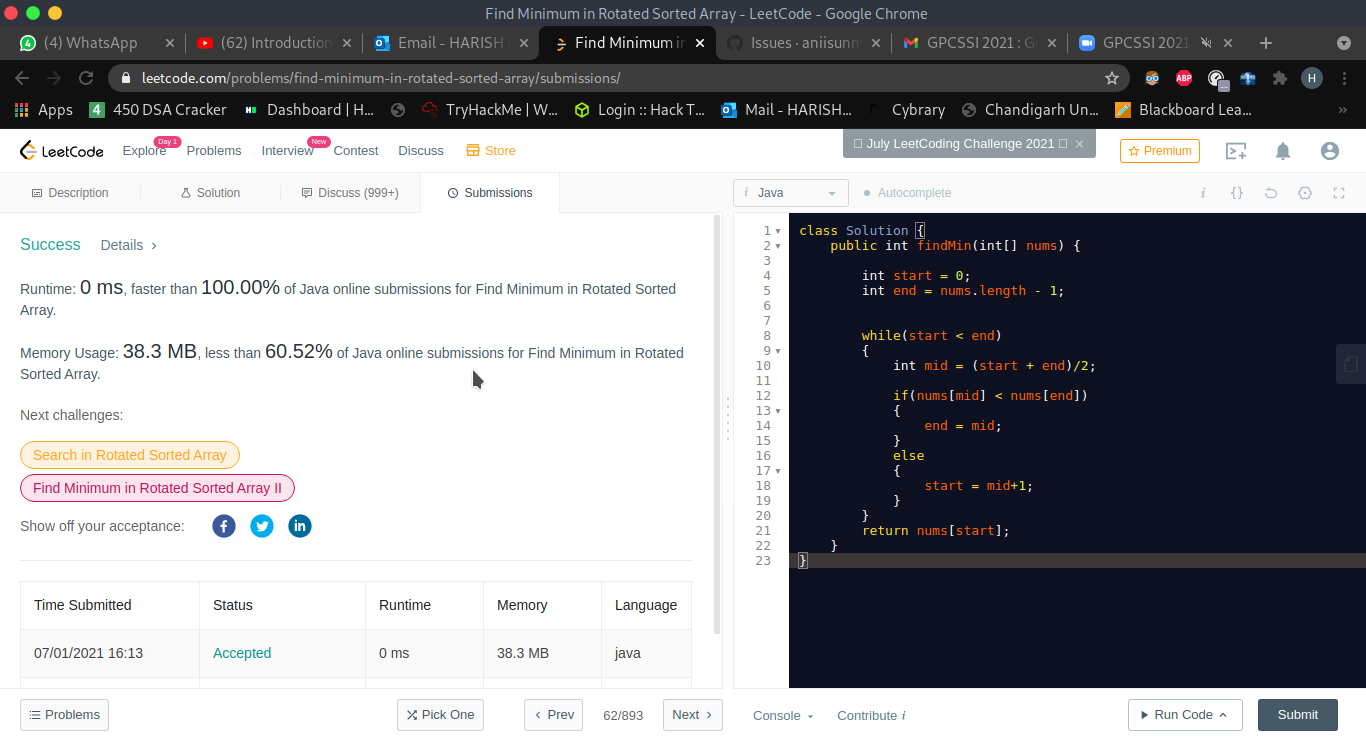 Find Minimum in Rotated Sorted Array - LeetCode - Google Chrome
(4) WhatsApp
(62) Introduction
Email - HARISH
Find Minimum in
Issues · aniisunn
GPCSSI 2021 : G
GPCSSI 2021
leetcode.com/problems/find-minimum-in-rotated-sorted-array/submissions/
ABP
H
Apps
4 450 DSA Cracker
Dashboard | H...
TryHackMe | W...
Login :: Hack T...
Mail - HARISH...
Cybrary
Chandigarh Un...
Blackboard Lea...
»
LeetCode
Explore
Day 1
Problems
Interview
New
Contest
Discuss
Store
July LeetCoding Challenge 2021
Premium
Description
Solution
Discuss (999+)
Submissions
i Java
Autocomplete
Success Details
Runtime: 0 ms, faster than 100.00% of Java online submissions for Find Minimum in Rotated Sorted
Array.
Memory Usage: 38.3 MB, less than 60.52% of Java online submissions for Find Minimum in Rotated
Sorted Array.
Next challenges:
Search in Rotated Sorted Array
Find Minimum in Rotated Sorted Array II
Show off your acceptance:
Time Submitted Status Runtime Memory Language
07/01/2021 16:13 Accepted 0 ms 38.3 MB java
1 class Solution {
2 public int findMin(int[] nums) {
3
4 int start = 0;
5 int end = nums.length - 1;
6
7
8 while(start < end)
9 {
10 int mid = (start + end)/2;
11
12 if(nums[mid] < nums[end])
13 {
14 end = mid;
15 }
16 else
17 {
18 start = mid+1;
19 }
20 }
21 return nums[start];
22 }
23 }
Problems
Pick One
Prev
62/893
Next
Console
Contribute i
Run Code
Submit